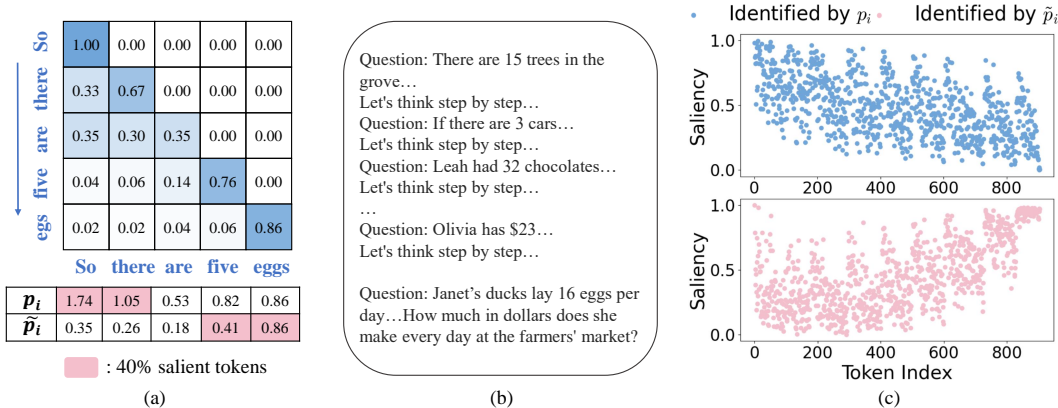 So 1.00 0.00 0.00 0.00 0.00
there 0.33 0.67 0.00 0.00 0.00
are 0.35 0.30 0.35 0.00 0.00
five 0.04 0.06 0.14 0.76 0.00
egs 0.02 0.02 0.04 0.06 0.86
So there are five eggs
p_i 1.74 1.05 0.53 0.82 0.86
p̃_i 0.35 0.26 0.18 0.41 0.86
: 40% salient tokens
(a)
Question: There are 15 trees in the
grove…
Let's think step by step…
Question: If there are 3 cars…
Let's think step by step…
Question: Leah had 32 chocolates…
Let's think step by step…
…
Question: Olivia has $23…
Let's think step by step…
Question: Janet's ducks lay 16 eggs per
day…How much in dollars does she
make every day at the farmers' market?
(b)
Identified by p_i Identified by p̃_i
Saliency
1.0
0.5
0.0
0 200 400 600 800
Saliency
1.0
0.5
0.0
0 200 400 600 800
Token Index
(c)